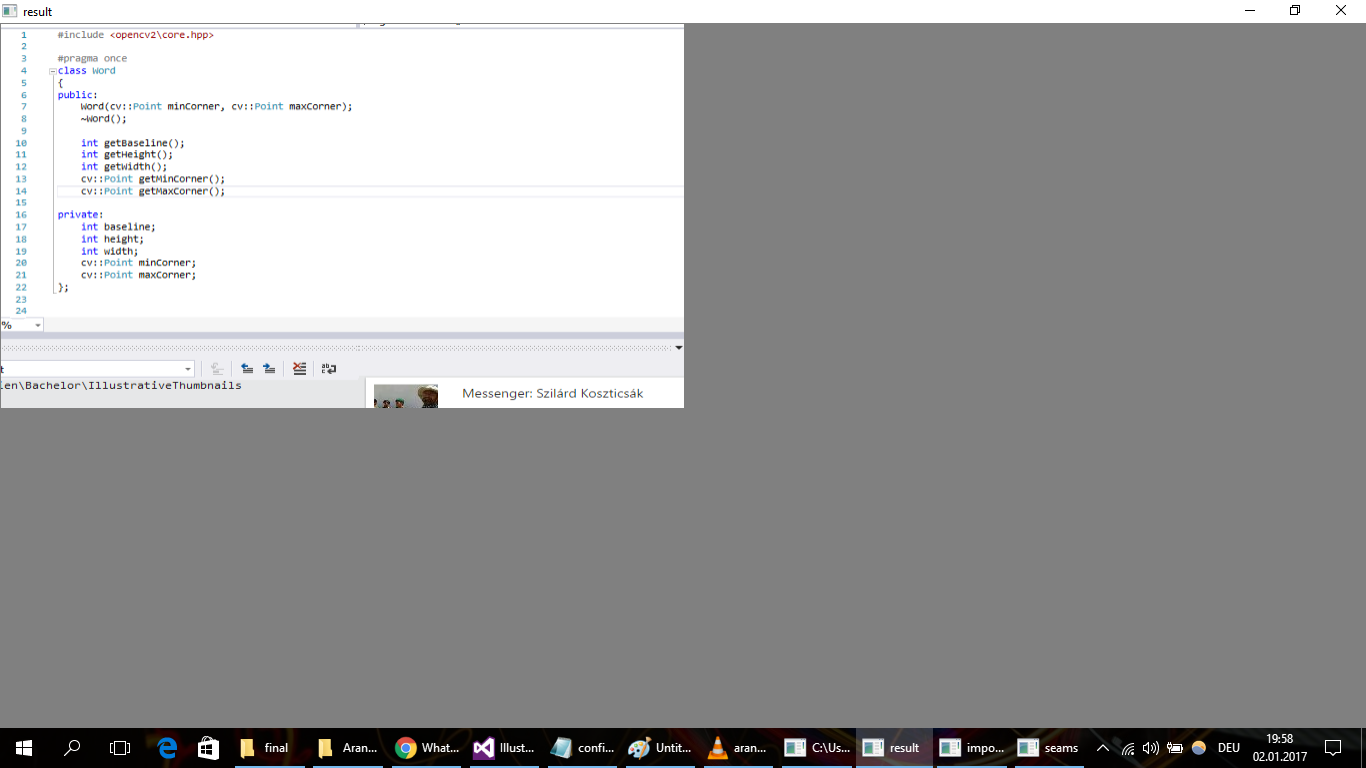 result
1 #include <opencv2\core.hpp>
2
3 #pragma once
4 class Word
5 {
6 public:
7 Word(cv::Point minCorner, cv::Point maxCorner);
8 ~Word();
9
10 int getBaseline();
11 int getHeight();
12 int getWidth();
13 cv::Point getMinCorner();
14 cv::Point getMaxCorner();
15
16 private:
17 int baseline;
18 int height;
19 int width;
20 cv::Point minCorner;
21 cv::Point maxCorner;
22 };
23
24
%
t
ien\Bachelor\IllustrativeThumbnails
Messenger: Szilárd Koszticsák
final Aran... What... Illust... confi... Untit... aran... C:\Us... result impo... seams DEU 19:58
02.01.2017